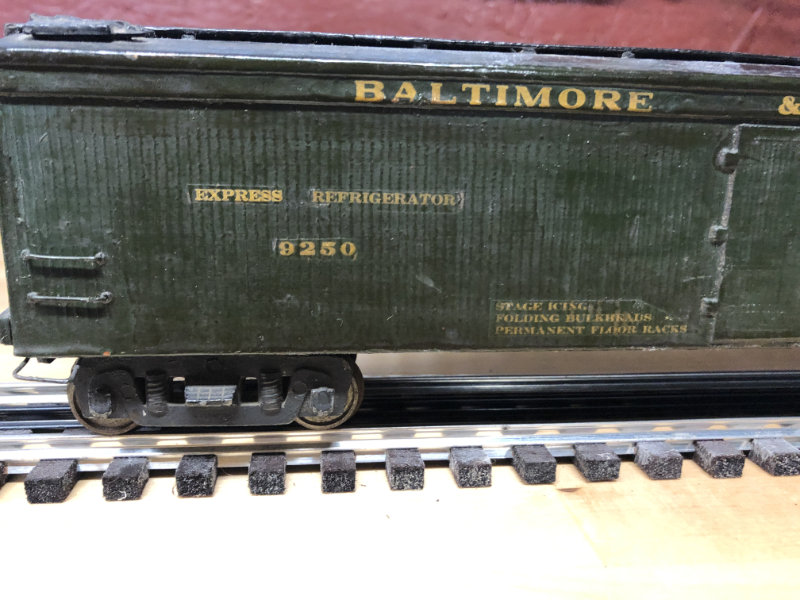 BALTIMORE &
EXPRESS REFRIGERATOR
9250
STAGE ICING
FOLDING BULKHEADS
PERMANENT FLOOR RACKS